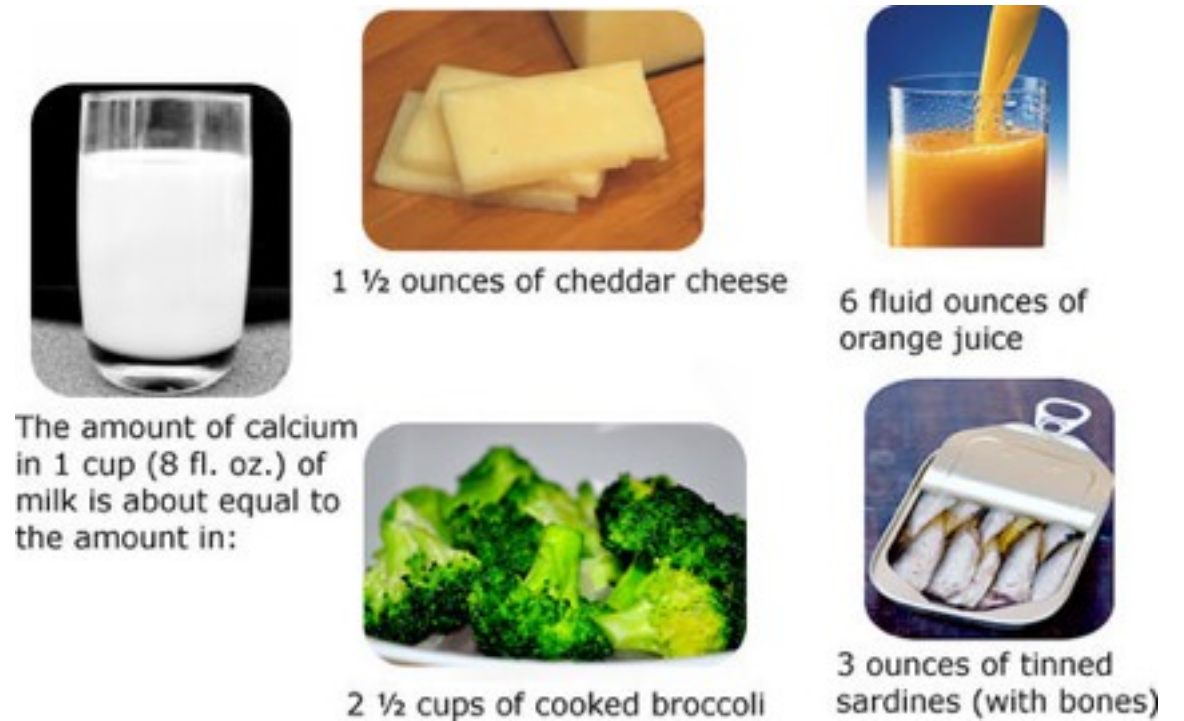 The amount of calcium
in 1 cup (8 fl. oz.) of
milk is about equal to
the amount in:
1 ½ ounces of cheddar cheese
6 fluid ounces of
orange juice
2 ½ cups of cooked broccoli
3 ounces of tinned
sardines (with bones)